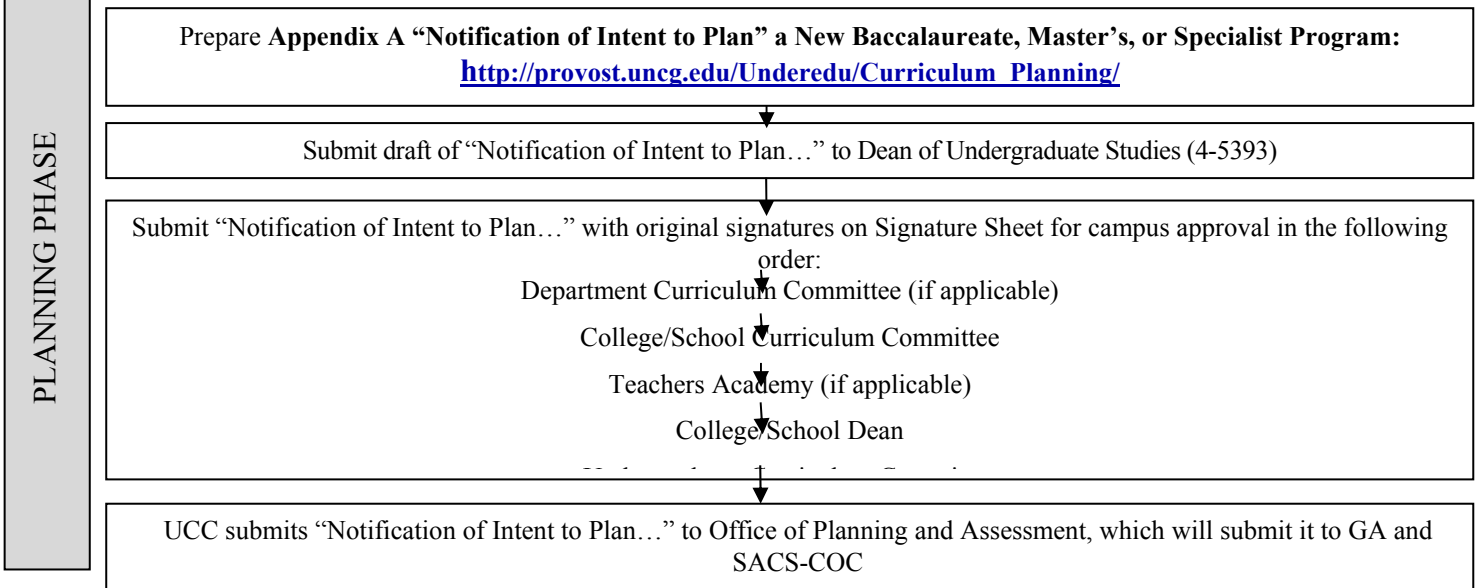 PLANNING PHASE
Prepare Appendix A “Notification of Intent to Plan” a New Baccalaureate, Master’s, or Specialist Program:
http://provost.uncg.edu/Underedu/Curriculum_Planning/
Submit draft of “Notification of Intent to Plan…” to Dean of Undergraduate Studies (4-5393)
Submit “Notification of Intent to Plan…” with original signatures on Signature Sheet for campus approval in the following
order:
Department Curriculum Committee (if applicable)
College/School Curriculum Committee
Teachers Academy (if applicable)
College/School Dean
UCC submits “Notification of Intent to Plan…” to Office of Planning and Assessment, which will submit it to GA and
SACS-COC